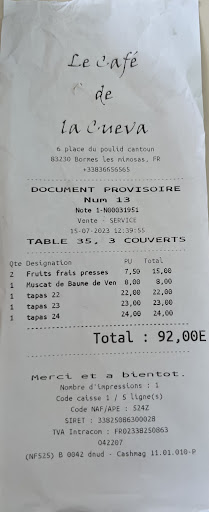 Le Café
de
la Cueva
6 place du poulid cantoun
83230 Bormes les mimosas, FR
+33836656565
DOCUMENT PROVISOIRE
Num 13
Note 1-N00031951
Vente - SERVICE
15-07-2023 12:39:55
TABLE 35, 3 COUVERTS
Qte Designation PU Total
2 Fruits frais presses 7,50 15,00
1 Muscat de Baume de Ven 8,00 8,00
1 tapas 22 22,00 22,00
1 tapas 23 23,00 23,00
1 tapas 24 24,00 24,00
Total : 92,00E
Merci et a bientot.
Nombre d'impressions : 1
Code caisse 1 / 5 ligne(s)
Code NAF/APE : 524Z
SIRET : 33825086300028
TVA Intracom : FR02338250863
042207
(NF525) B 0042 dnud - Cashmag 11.01.010-P